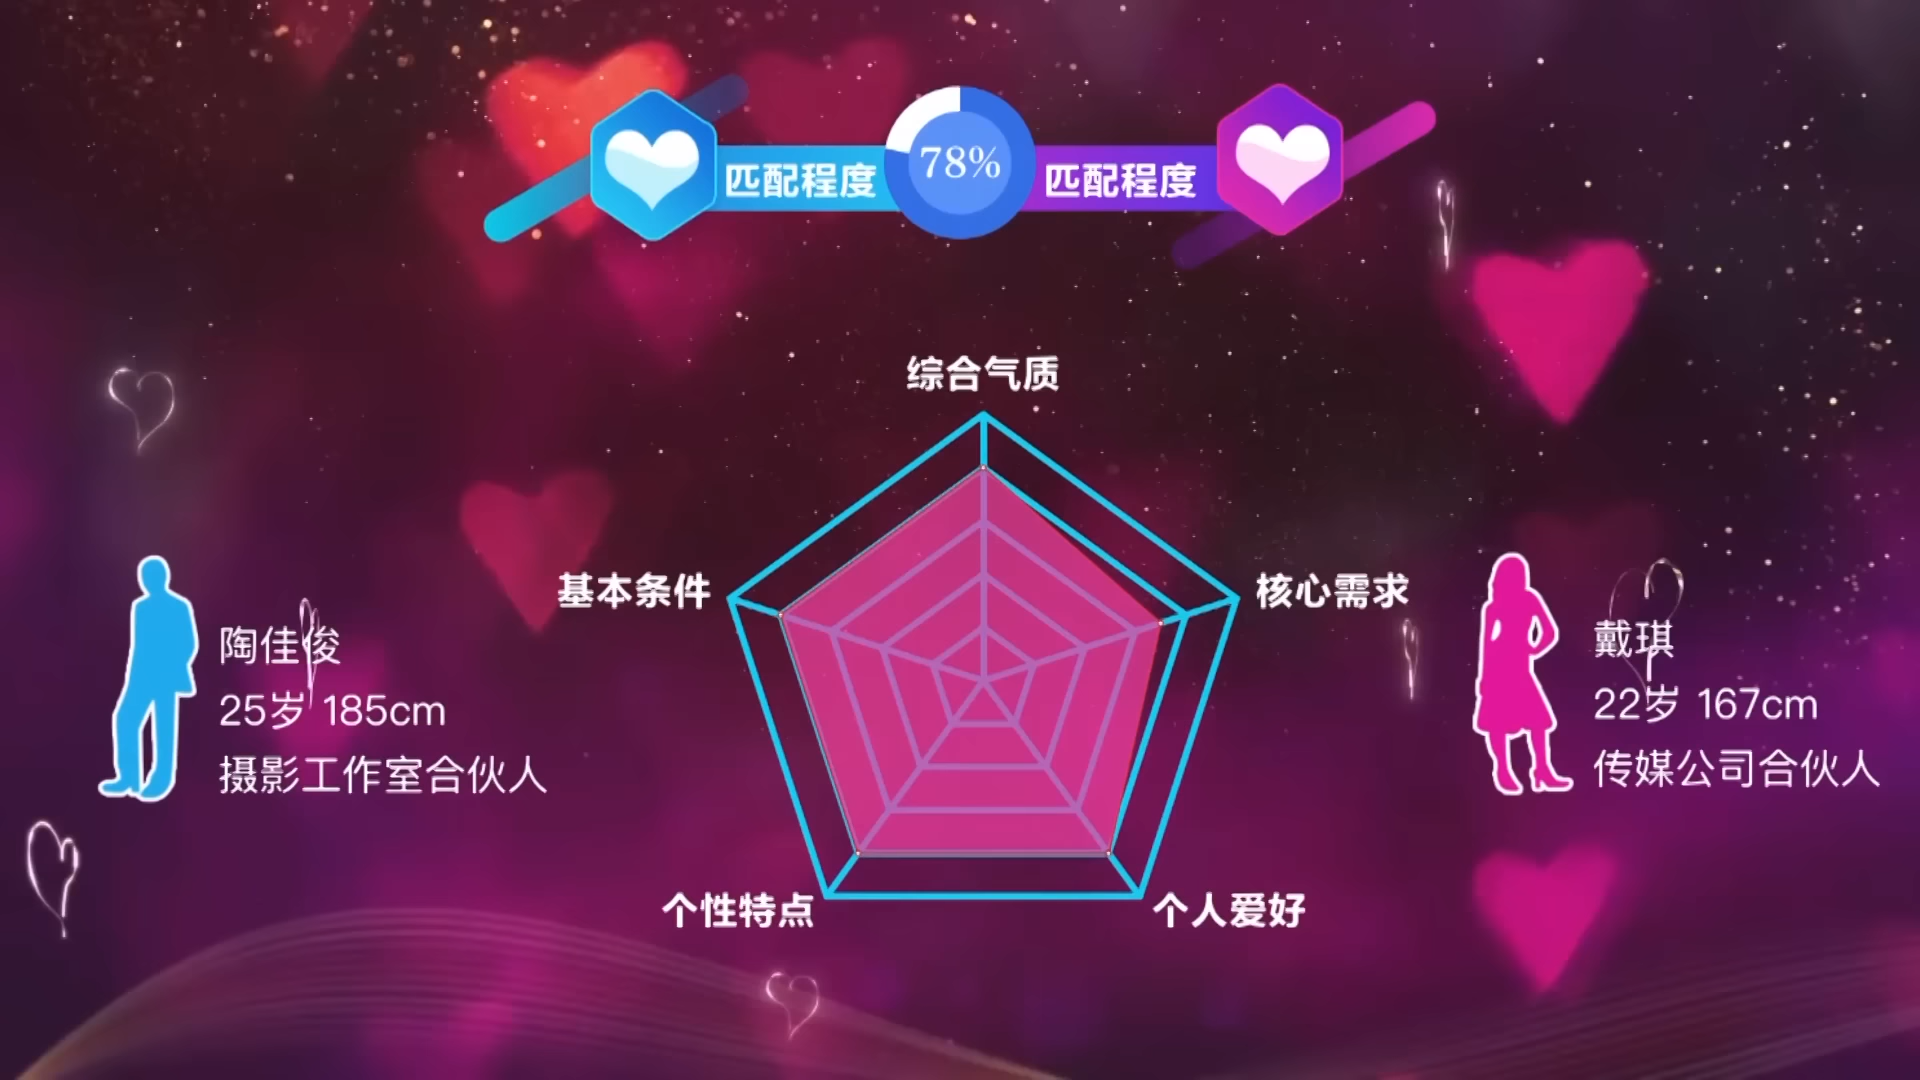 匹配程度
78%
匹配程度
综合气质
基本条件
核心需求
陶佳俊
25岁 185cm
摄影工作室合伙人
戴琪
22岁 167cm
传媒公司合伙人
个性特点
个人爱好